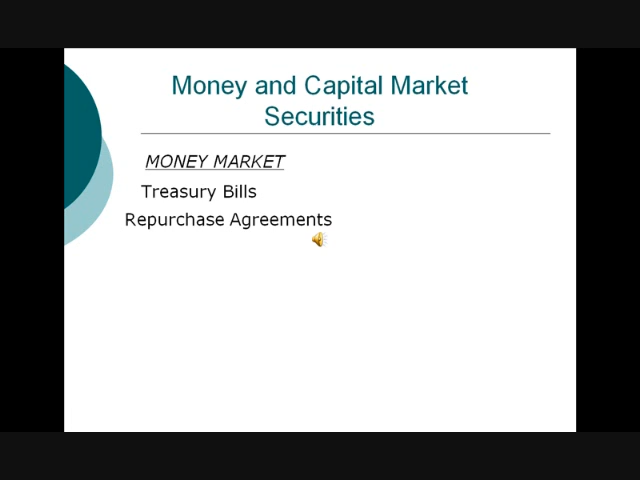 Money and Capital Market
Securities
MONEY MARKET
Treasury Bills
Repurchase Agreements